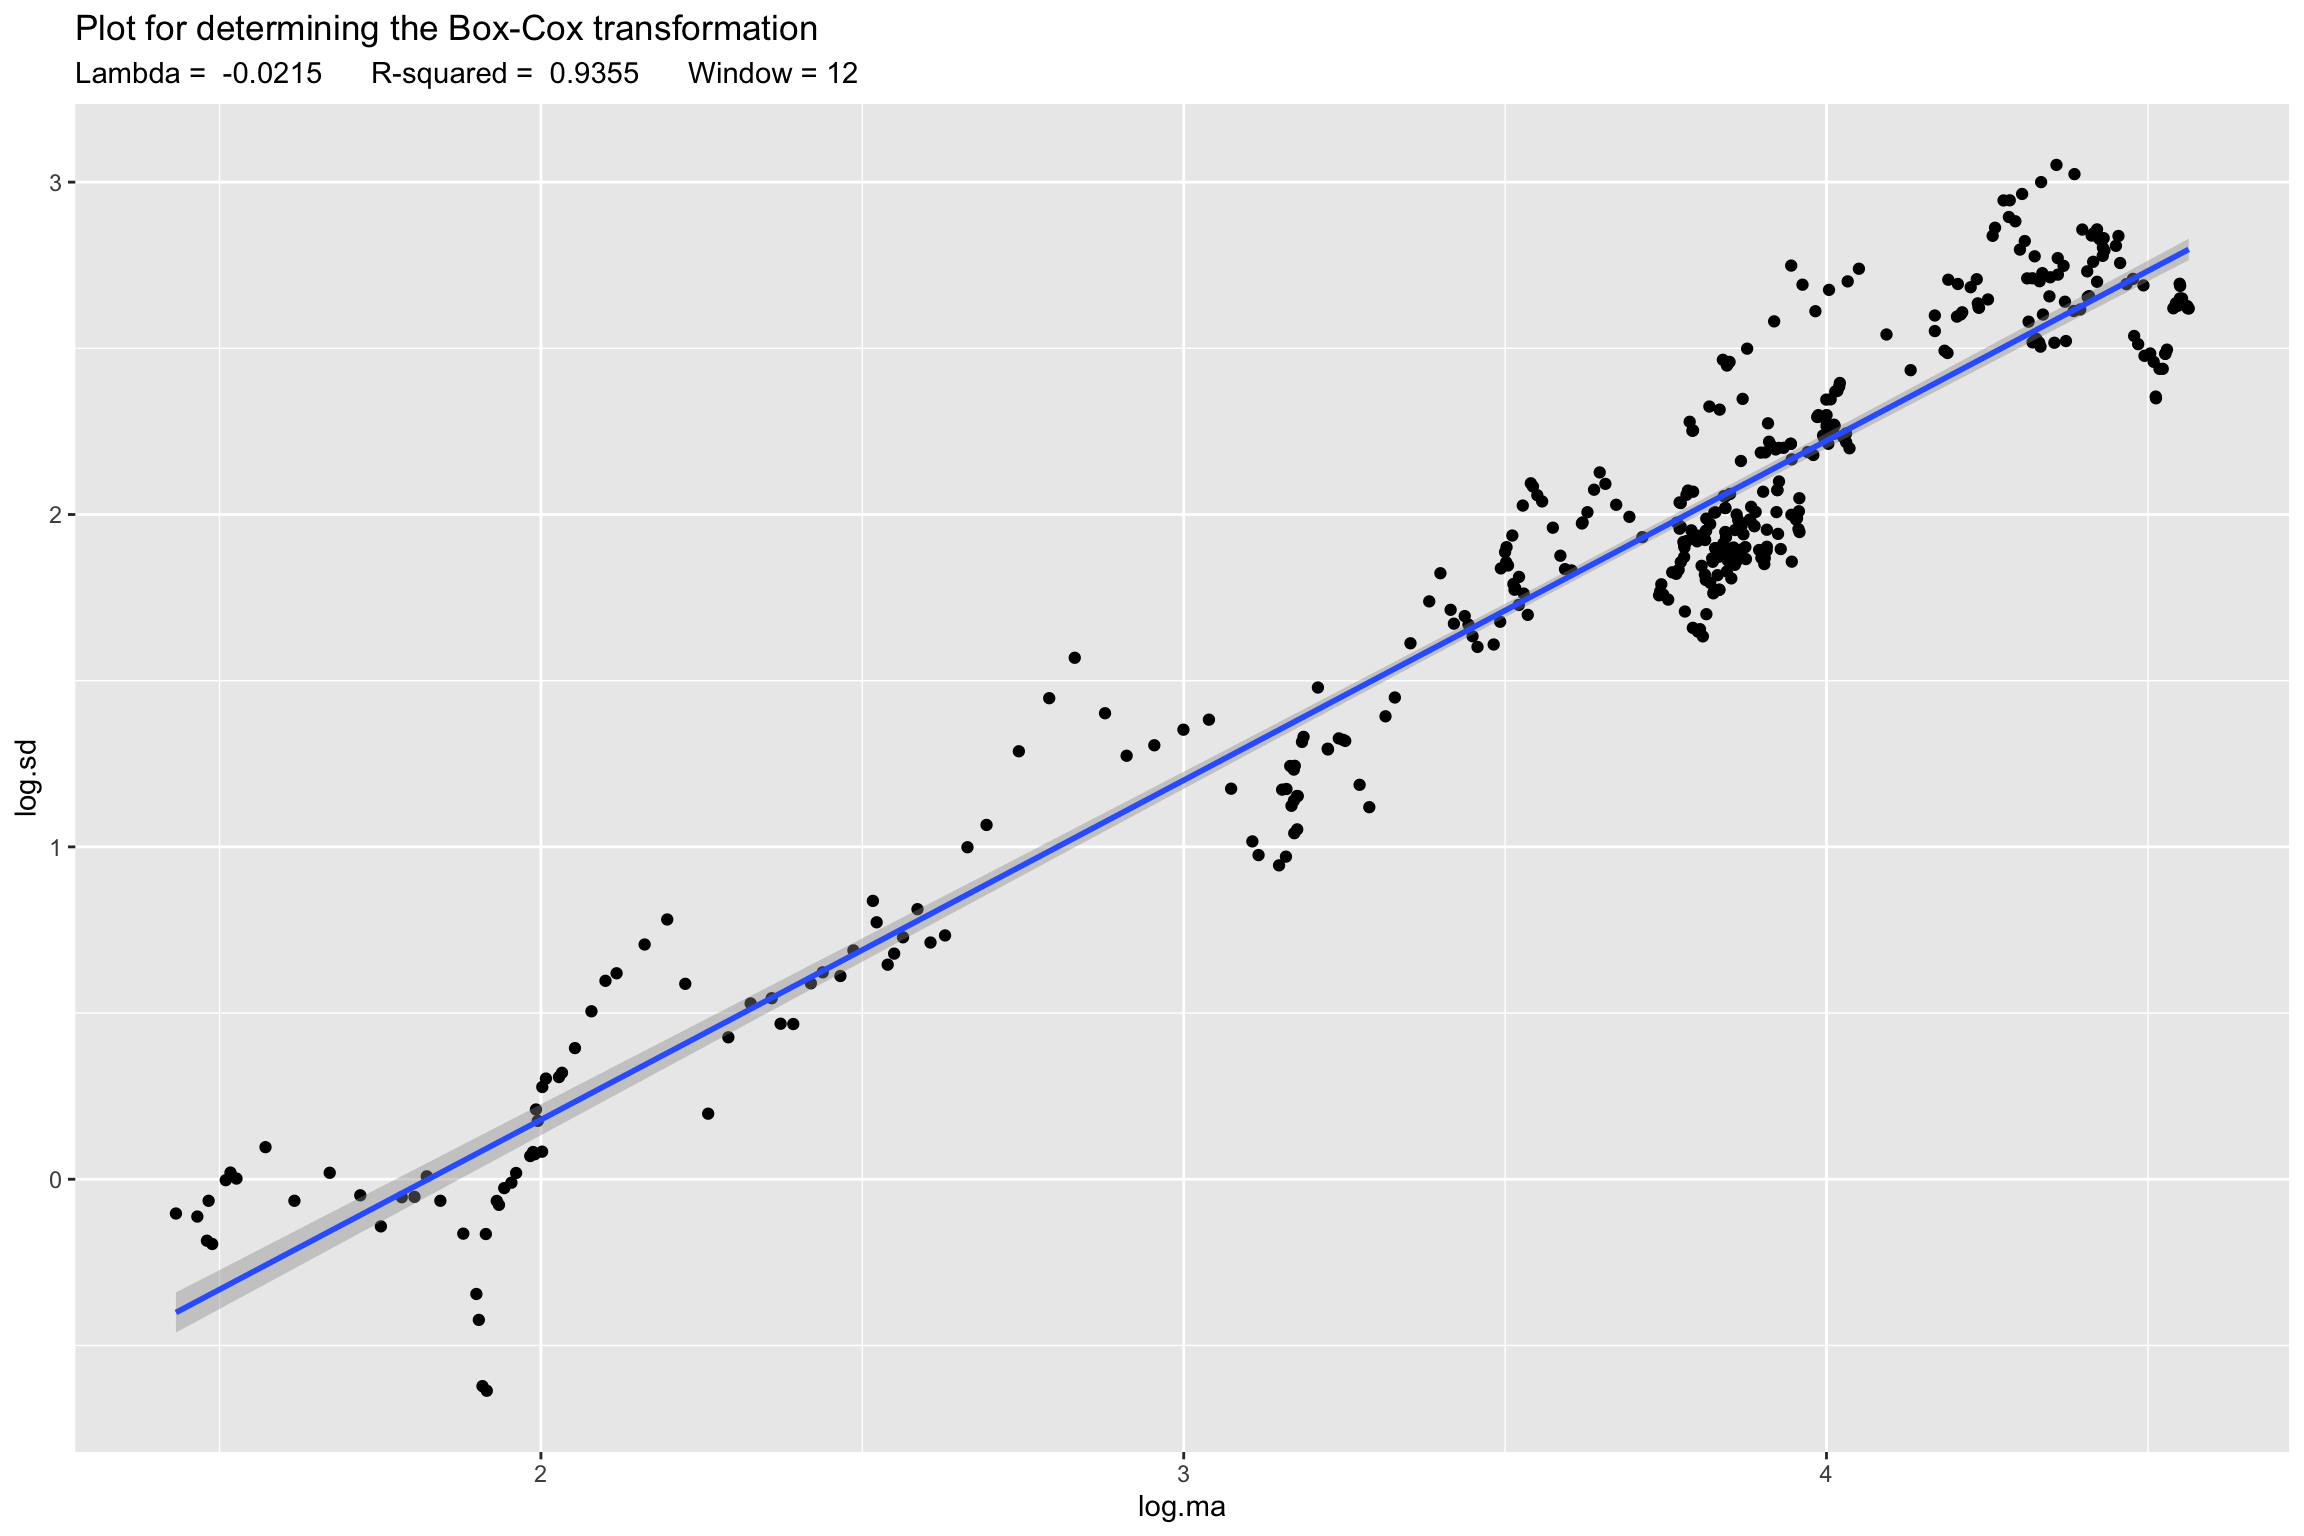 Plot for determining the Box-Cox transformation
Lambda =  -0.0215      R-squared =  0.9355      Window = 12
3
2
1
0
log.sd
2 3 4
log.ma